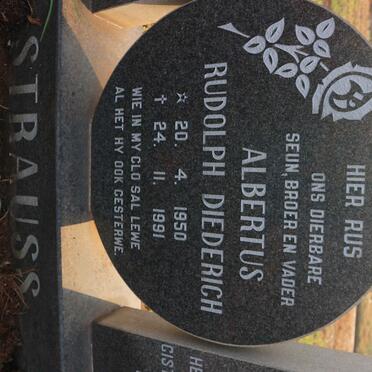 HIER RUS
ONS DIERBARE
SEUN, BROER EN VADER
ALBERTUS
RUDOLPH DIEDERICH
☆ 20. 4. 1950
✝ 24. 11. 1991
WIE IN MY GLO SAL LEWE
AL HET HY OOK GESTERWE.
STRAUSS